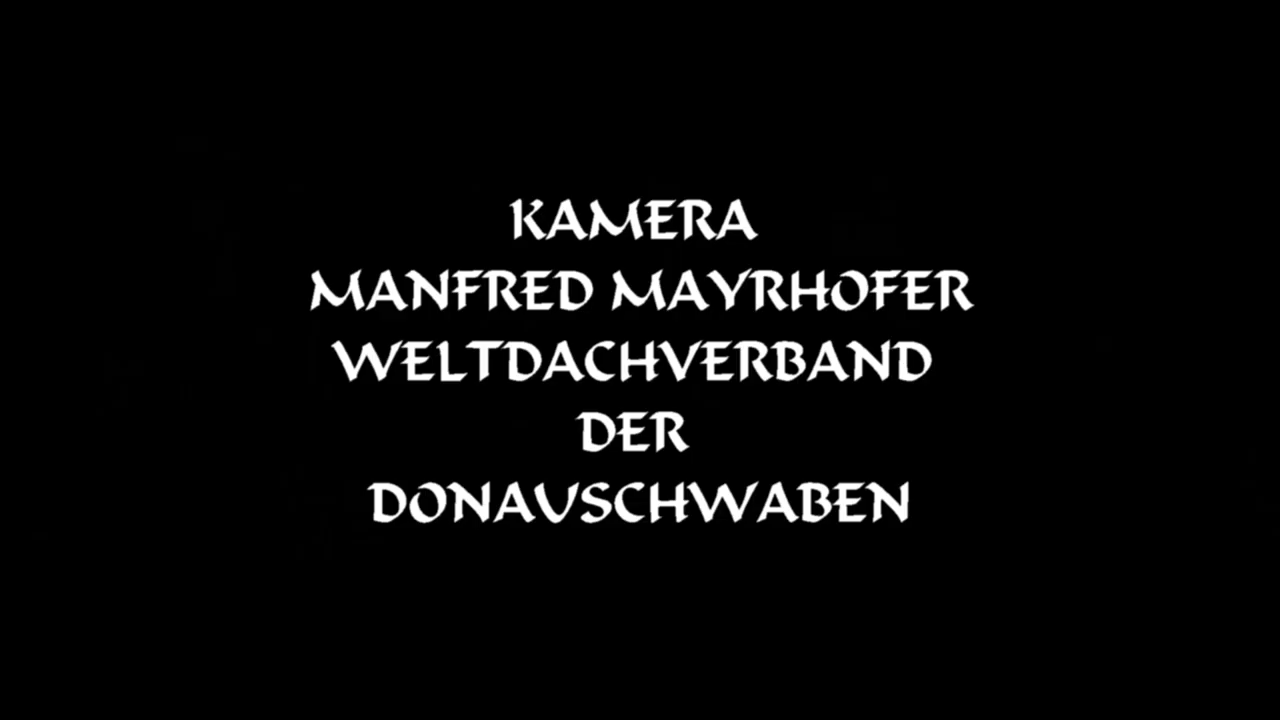 KAMERA
MANFRED MAYRHOFER
WELTDACHVERBAND
DER
DONAUSCHWABEN